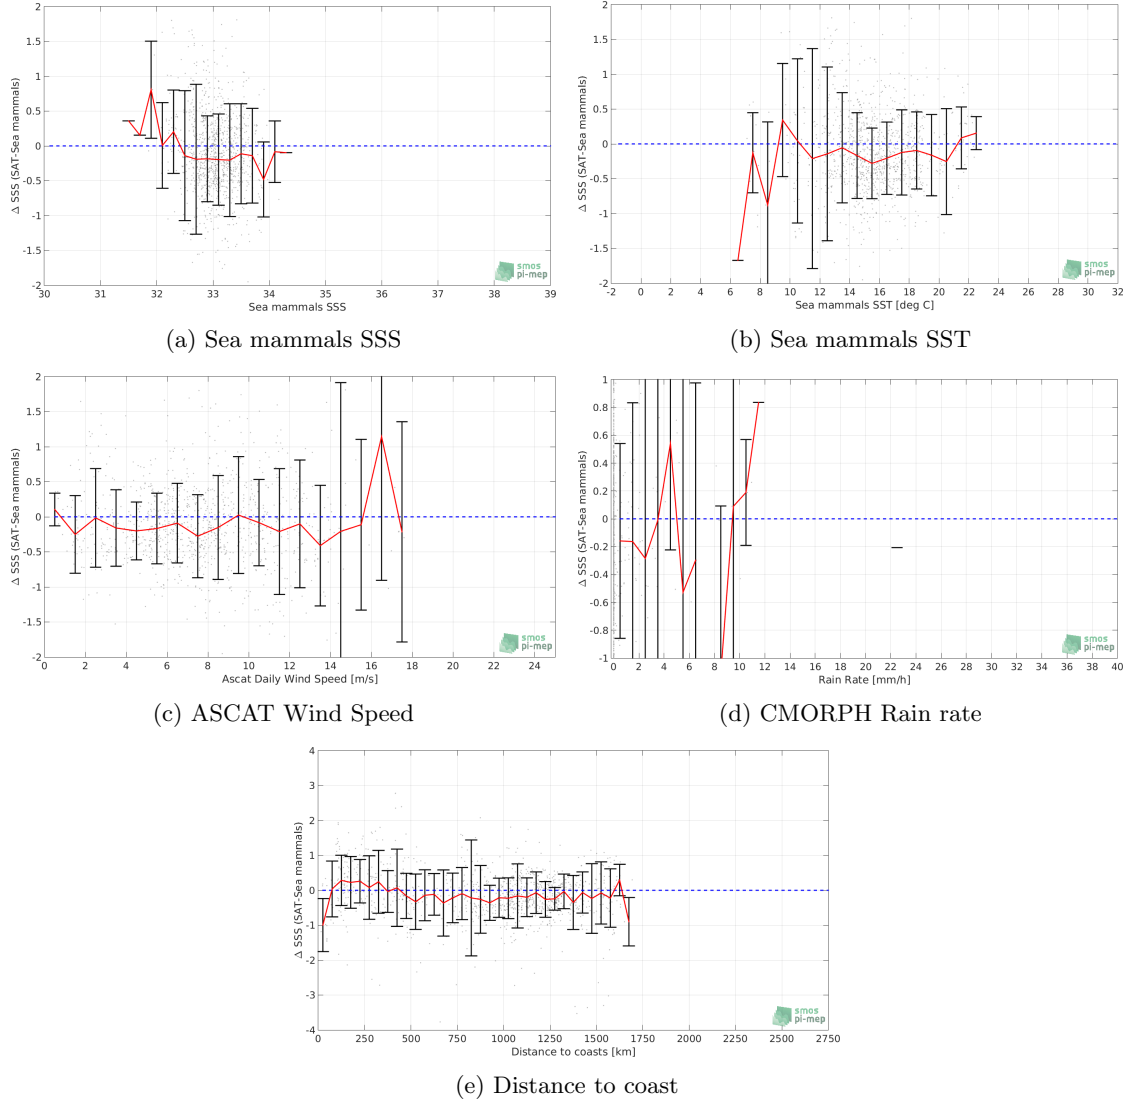 2
1.5
1
0.5
0
-0.5
-1
-1.5
-2
Δ SSS (SAT-Sea mammals)
30 31 32 33 34 35 36 37 38 39
Sea mammals SSS
smos
pi-mep
(a) Sea mammals SSS
2
1.5
1
0.5
0
-0.5
-1
-1.5
-2
Δ SSS (SAT-Sea mammals)
-2 0 2 4 6 8 10 12 14 16 18 20 22 24 26 28 30 32
Sea mammals SST [deg C]
smos
pi-mep
(b) Sea mammals SST
2
1.5
1
0.5
0
-0.5
-1
-1.5
-2
Δ SSS (SAT-Sea mammals)
0 2 4 6 8 10 12 14 16 18 20 22 24
Ascat Daily Wind Speed [m/s]
smos
pi-mep
(c) ASCAT Wind Speed
1
0.8
0.6
0.4
0.2
0
-0.2
-0.4
-0.6
-0.8
-1
Δ SSS (SAT-Sea mammals)
0 2 4 6 8 10 12 14 16 18 20 22 24 26 28 30 32 34 36 38 40
Rain Rate [mm/h]
smos
pi-mep
(d) CMORPH Rain rate
4
3
2
1
0
-1
-2
-3
-4
Δ SSS (SAT-Sea mammals)
0 250 500 750 1000 1250 1500 1750 2000 2250 2500 2750
Distance to coasts [km]
smos
pi-mep
(e) Distance to coast